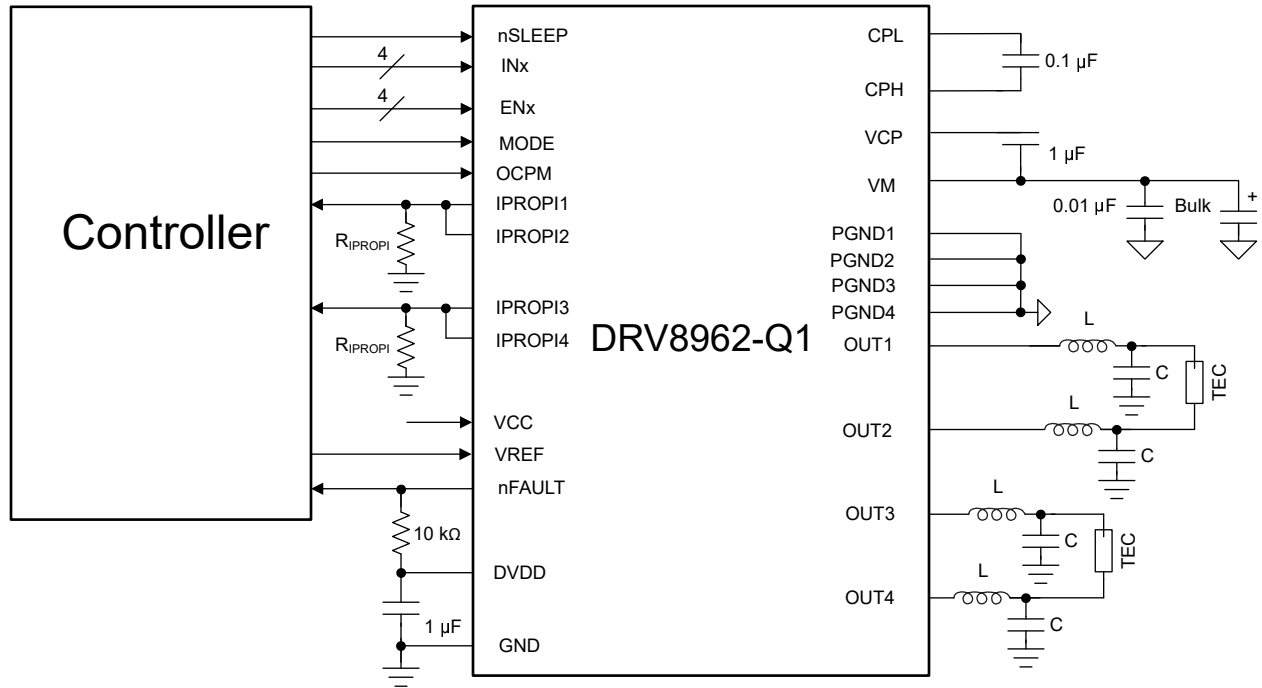 Controller
4
4
R_IPROPI
R_IPROPI
10 kΩ
1 µF
nSLEEP
INx
ENx
MODE
OCPM
IPROPI1
IPROPI2
IPROPI3
IPROPI4
VCC
VREF
nFAULT
DVDD
GND
DRV8962-Q1
CPL
CPH
VCP
VM
PGND1
PGND2
PGND3
PGND4
OUT1
OUT2
OUT3
OUT4
0.1 µF
1 µF
0.01 µF
Bulk
+
L
C
TEC
L
C
L
C
TEC
L
C